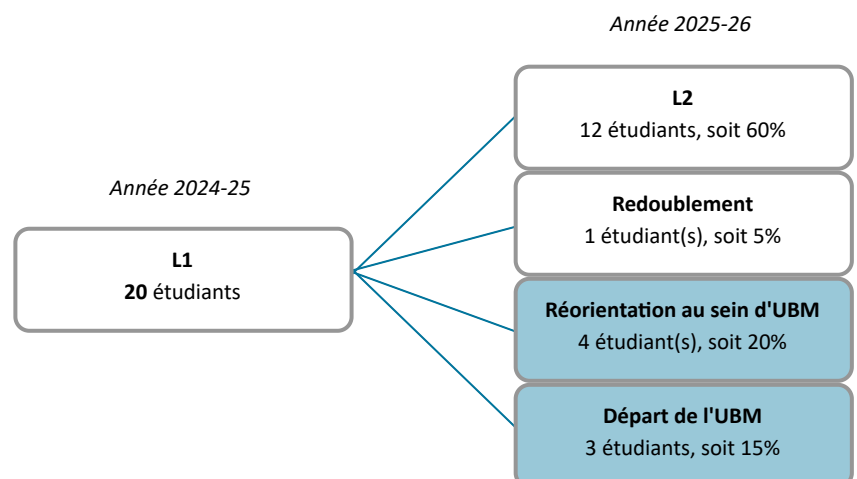 Année 2025-26
L2
12 étudiants, soit 60%
Année 2024-25
Redoublement
1 étudiant(s), soit 5%
L1
20 étudiants
Réorientation au sein d'UBM
4 étudiant(s), soit 20%
Départ de l'UBM
3 étudiants, soit 15%